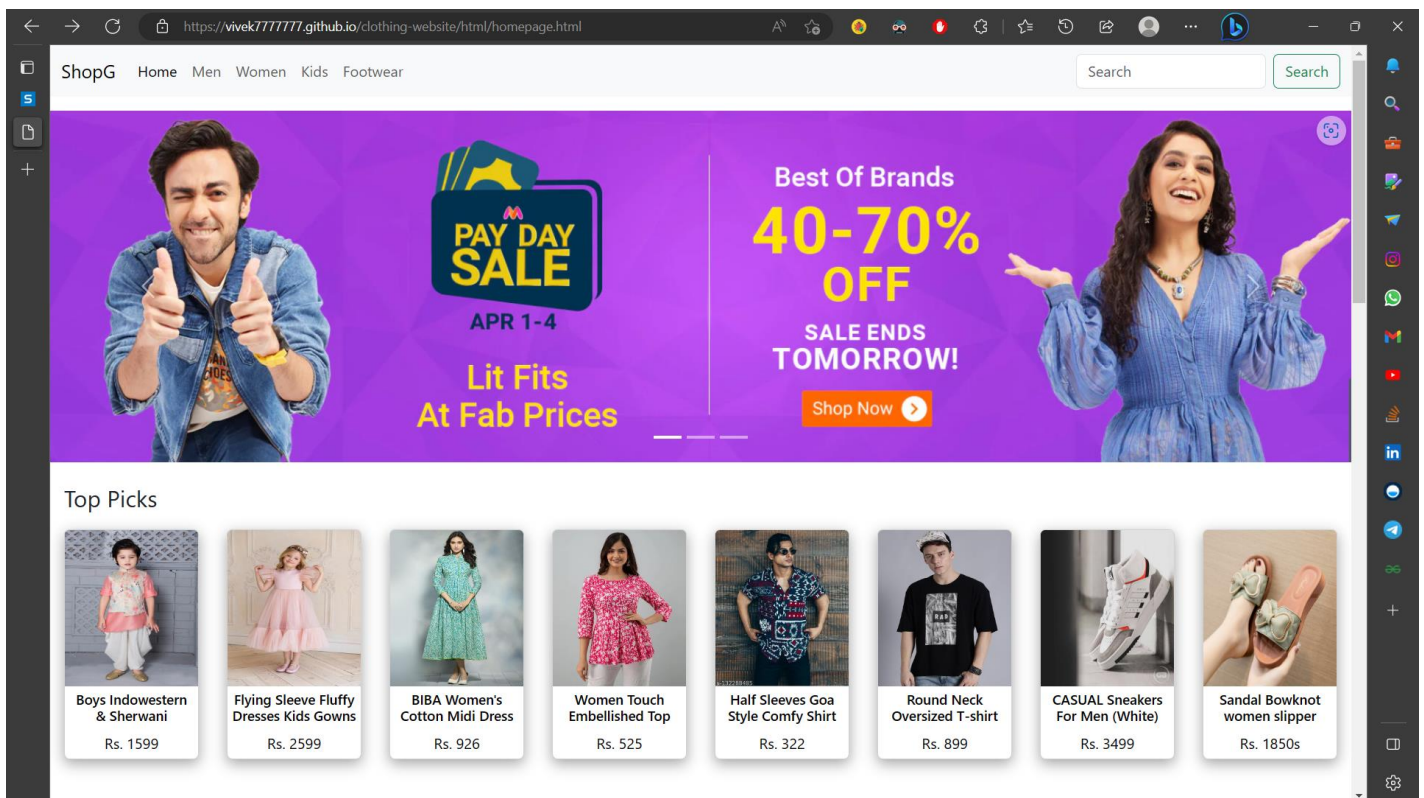 https://vivek7777777.github.io/clothing-website/html/homepage.html
ShopG Home Men Women Kids Footwear Search Search
PAY DAY
SALE
APR 1-4
Lit Fits
At Fab Prices
Best Of Brands
40-70%
OFF
SALE ENDS
TOMORROW!
Shop Now
Top Picks
Boys Indowestern
& Sherwani
Rs. 1599
Flying Sleeve Fluffy
Dresses Kids Gowns
Rs. 2599
BIBA Women's
Cotton Midi Dress
Rs. 926
Women Touch
Embellished Top
Rs. 525
Half Sleeves Goa
Style Comfy Shirt
Rs. 322
Round Neck
Oversized T-shirt
Rs. 899
CASUAL Sneakers
For Men (White)
Rs. 3499
Sandal Bowknot
women slipper
Rs. 1850s